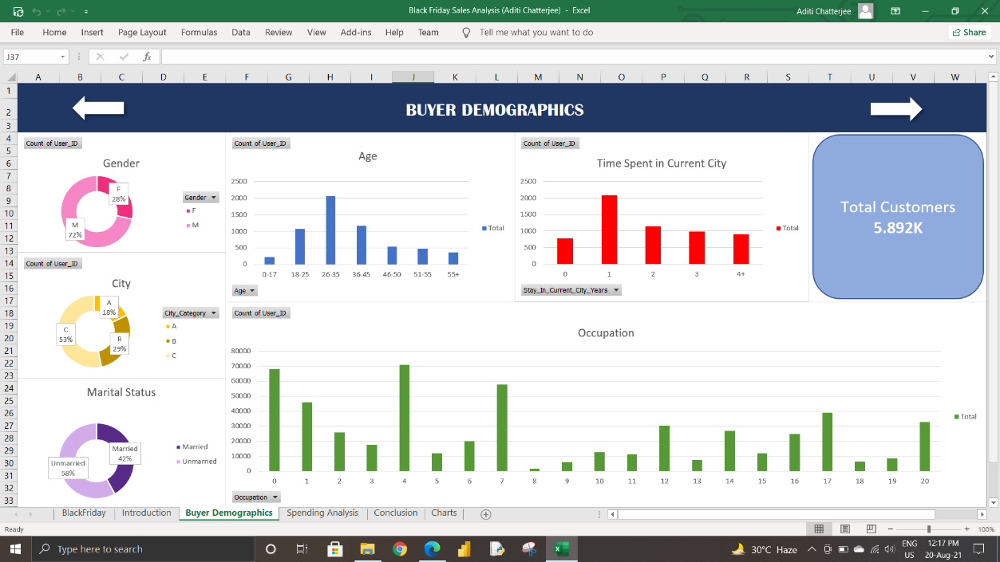 Black Friday Sales Analysis (Aditi Chatterjee) - Excel
Aditi Chatterjee
File Home Insert Page Layout Formulas Data Review View Add-ins Help Team Tell me what you want to do Share
J37 fx
A B C D E F G H I J K L M N O P Q R S T U V W
1
2
3
BUYER DEMOGRAPHICS
4
5
6
7
8
9
10
11
12
13
14
15
16
17
18
19
20
21
22
23
24
25
26
27
28
29
30
31
32
33
Count of User_ID
Gender
F
28%
M
72%
Gender
F
M
Count of User_ID
City
A
18%
B
29%
C
53%
City_Category
A
B
C
Marital Status
Married
42%
Unmarried
58%
Married
Unmarried
Count of User_ID
Age
2500
2000
1500
1000
500
0
0-17 18-25 26-35 36-45 46-50 51-55 55+
Total
Age
Count of User_ID
Time Spent in Current City
2500
2000
1500
1000
500
0
0 1 2 3 4+
Total
Stay_In_Current_City_Years
Total Customers
5.892K
Count of User_ID
Occupation
80000
70000
60000
50000
40000
30000
20000
10000
0
0 1 2 3 4 5 6 7 8 9 10 11 12 13 14 15 16 17 18 19 20
Total
Occupation
BlackFriday Introduction Buyer Demographics Spending Analysis Conclusion Charts
Ready
100%
Type here to search
30°C Haze
ENG
US
12:17 PM
20-Aug-21